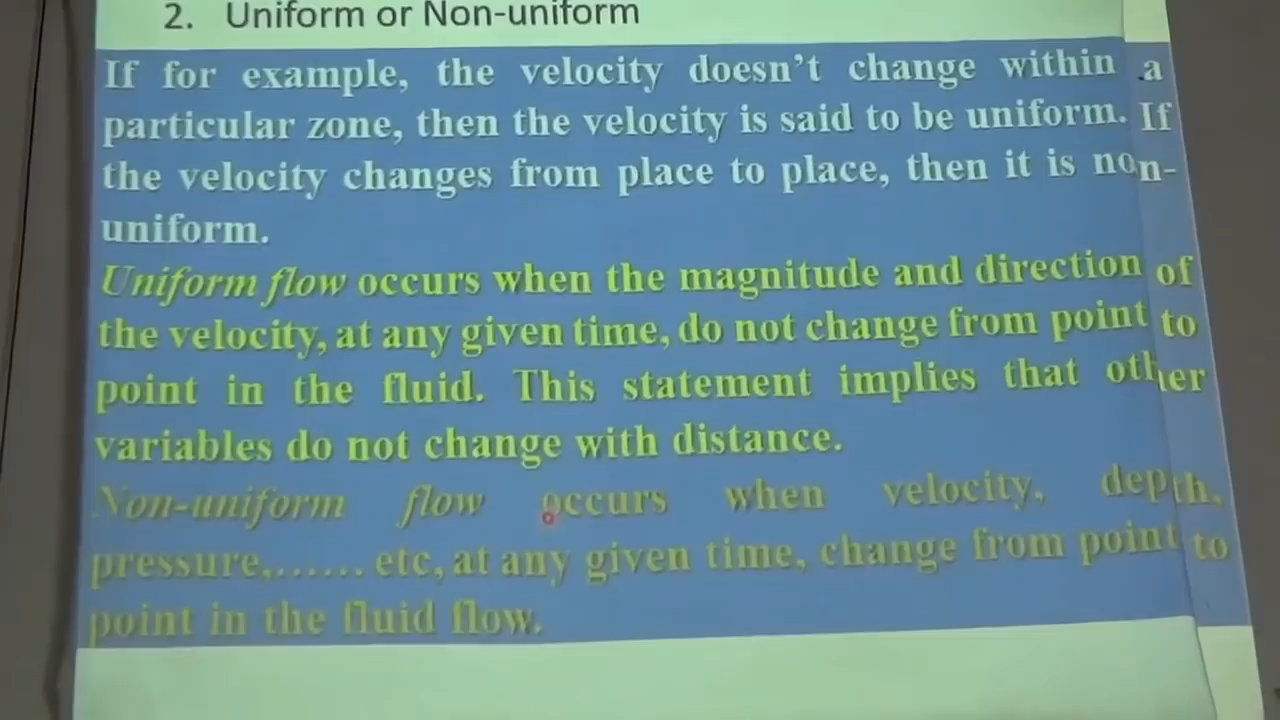 2. Uniform or Non-uniform
If for example, the velocity doesn't change within a
particular zone, then the velocity is said to be uniform. If
the velocity changes from place to place, then it is non-
uniform.
Uniform flow occurs when the magnitude and direction of
the velocity, at any given time, do not change from point to
point in the fluid. This statement implies that other
variables do not change with distance.
Non-uniform flow occurs when velocity, depth,
pressure,...... etc, at any given time, change from point to
point in the fluid flow.